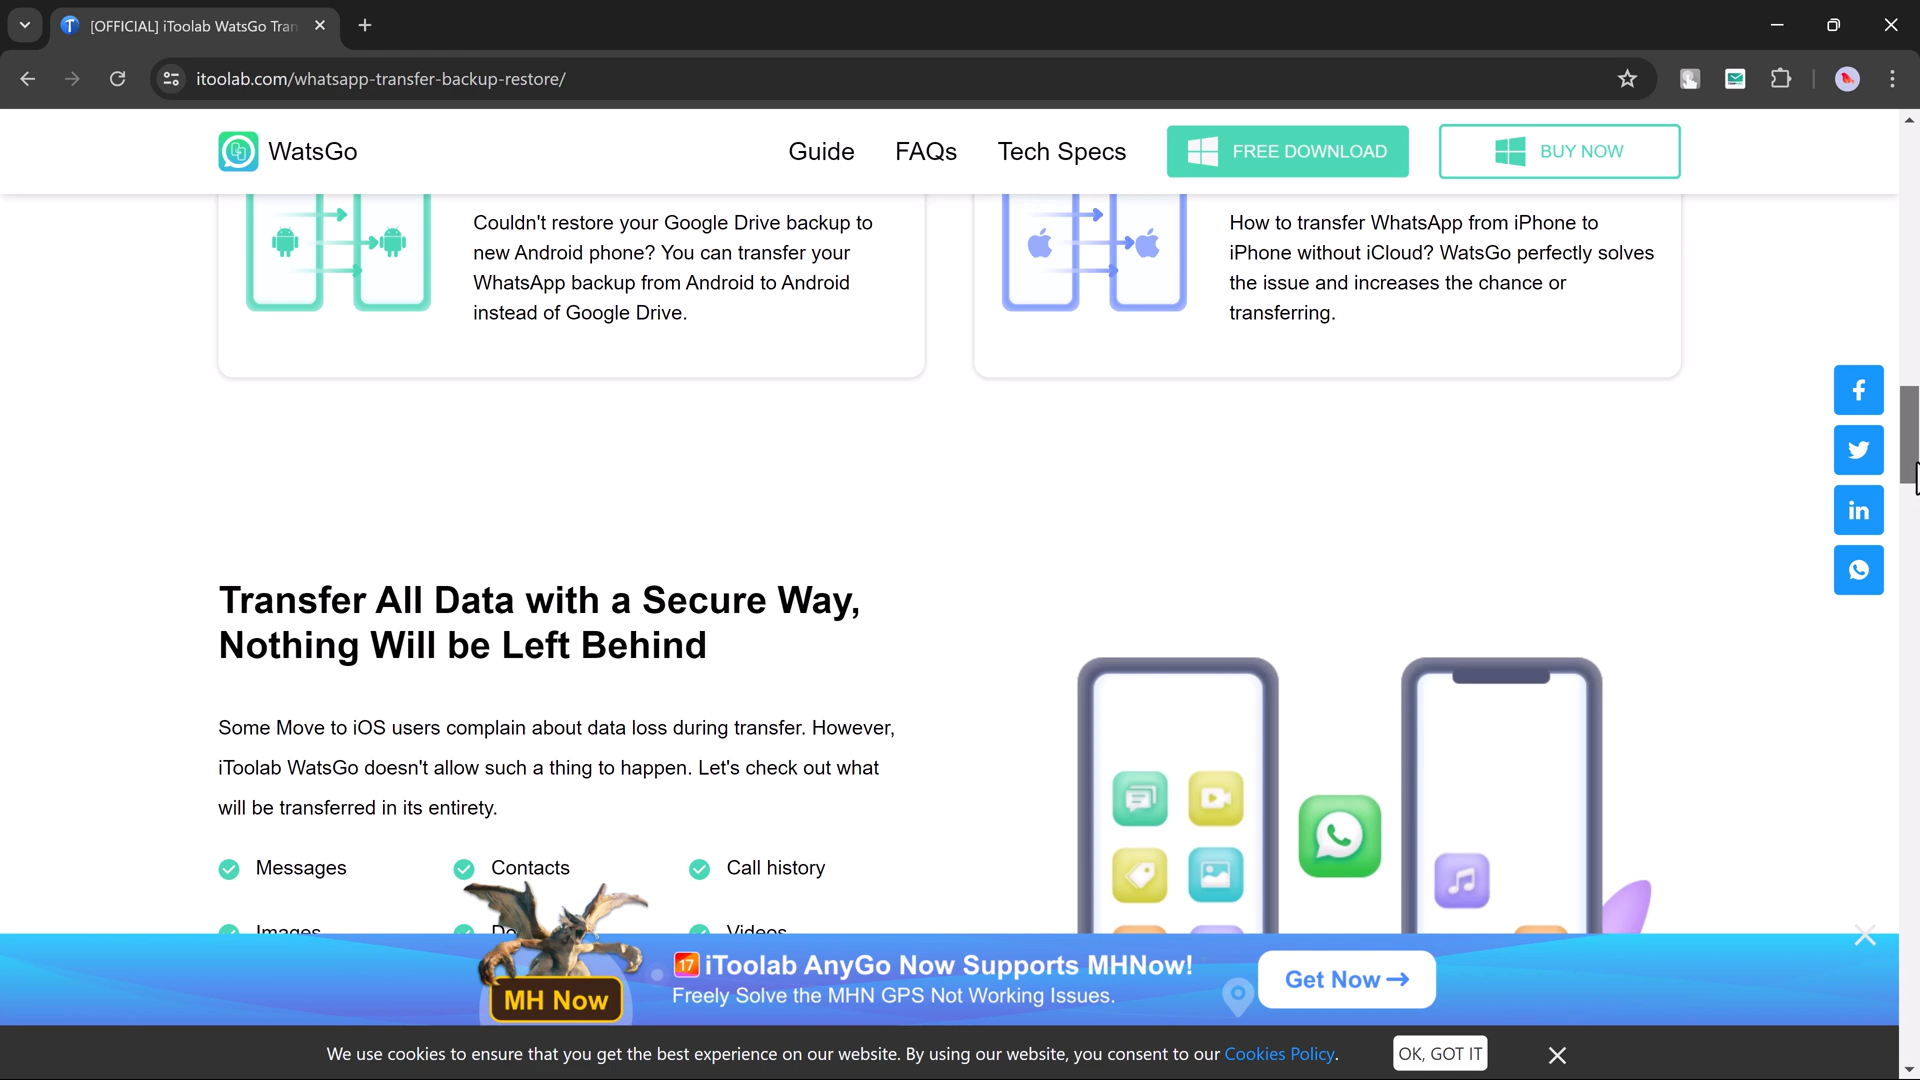 [OFFICIAL] iToolab WatsGo Tran
itoolab.com/whatsapp-transfer-backup-restore/
WatsGo
Guide
FAQs
Tech Specs
FREE DOWNLOAD
BUY NOW
Couldn't restore your Google Drive backup to
new Android phone? You can transfer your
WhatsApp backup from Android to Android
instead of Google Drive.
How to transfer WhatsApp from iPhone to
iPhone without iCloud? WatsGo perfectly solves
the issue and increases the chance or
transferring.
Transfer All Data with a Secure Way,
Nothing Will be Left Behind
Some Move to iOS users complain about data loss during transfer. However,
iToolab WatsGo doesn't allow such a thing to happen. Let's check out what
will be transferred in its entirety.
Messages
Contacts
Call history
Images
Videos
MH Now
17 iToolab AnyGo Now Supports MHNow!
Freely Solve the MHN GPS Not Working Issues.
Get Now
We use cookies to ensure that you get the best experience on our website. By using our website, you consent to our Cookies Policy.
OK, GOT IT